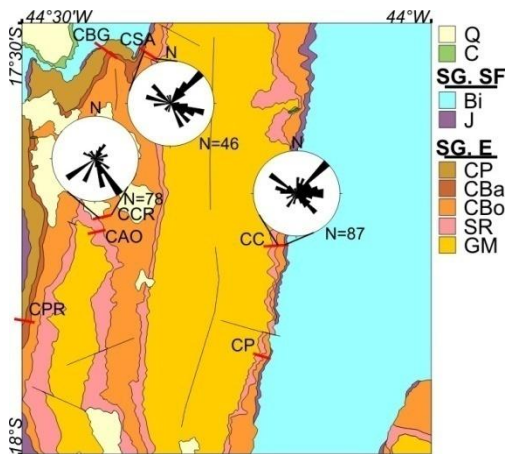 44°30'W
44°W
17°30'S
18°S
CBG
CSA
N
N=46
N
N=78
CCR
CAO
N
N=87
CC
CPR
CP
Q
C
SG. SF
Bi
J
SG. E
CP
CBa
CBo
SR
GM